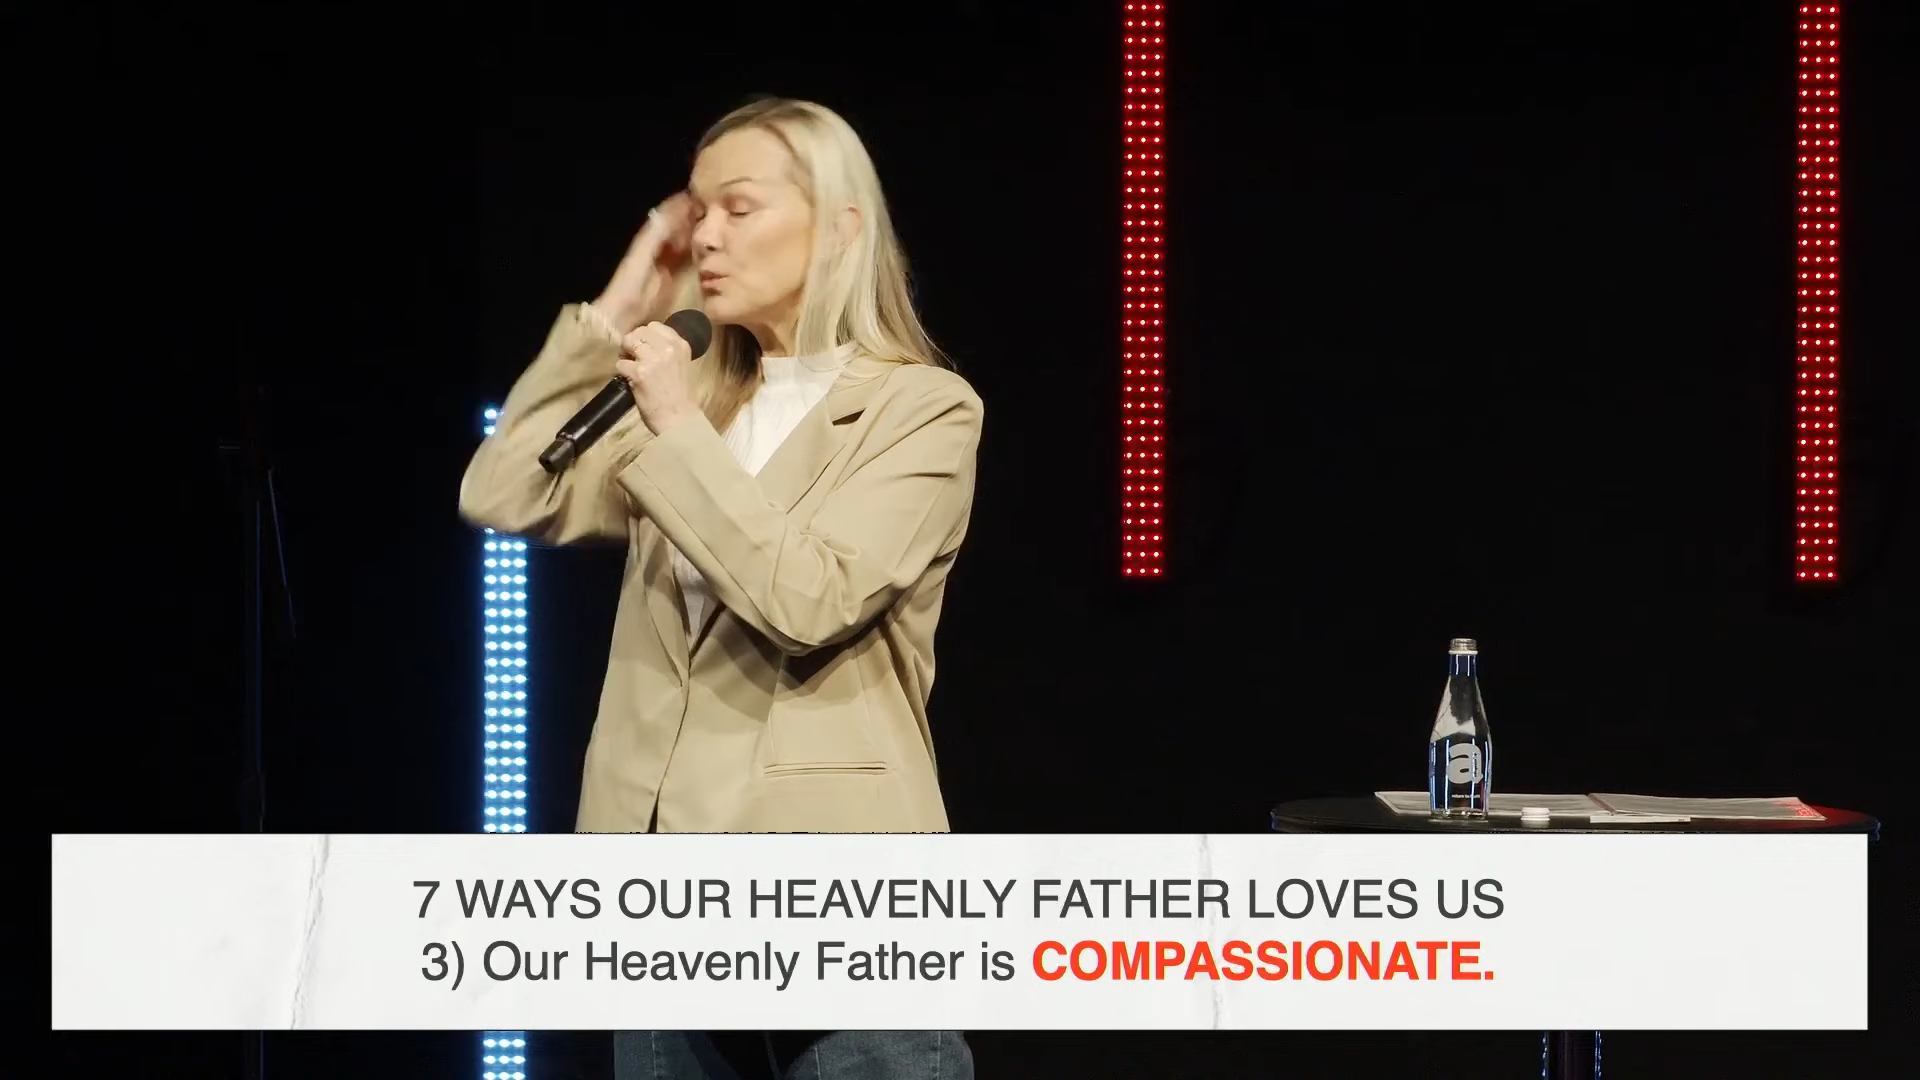 a
7 WAYS OUR HEAVENLY FATHER LOVES US
3) Our Heavenly Father is COMPASSIONATE.